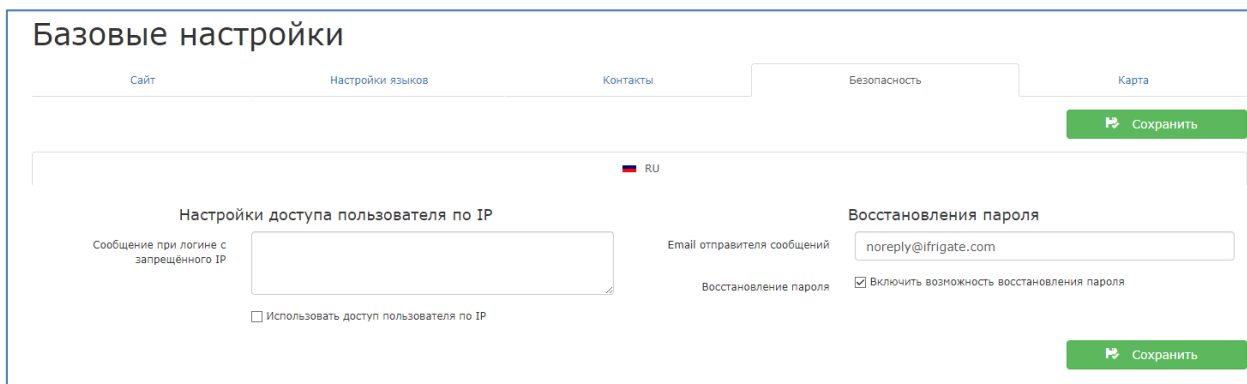 Базовые настройки
Сайт
Настройки языков
Контакты
Безопасность
Карта
Сохранить
RU
Настройки доступа пользователя по IP
Сообщение при логине с
запрещённого IP
Использовать доступ пользователя по IP
Восстановления пароля
Email отправителя сообщений
noreply@ifrigate.com
Восстановление пароля
Включить возможность восстановления пароля
Сохранить